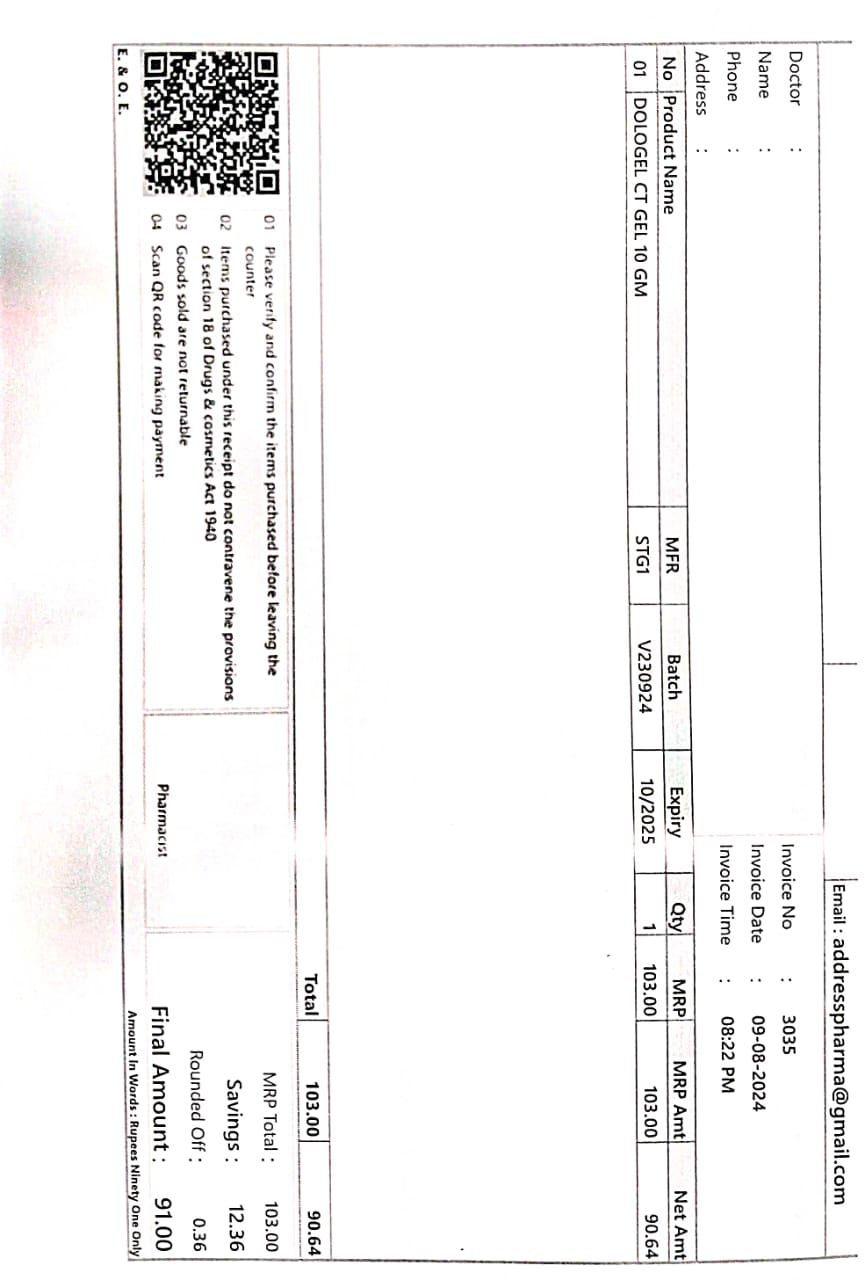 Email : addresspharma@gmail.com
Doctor :
Name :
Phone :
Address :
Invoice No : 3035
Invoice Date : 09-08-2024
Invoice Time : 08:22 PM
No Product Name MFR Batch Expiry Qty MRP MRP Amt Net Amt
01 DOLOGEL CT GEL 10 GM STG1 V230924 10/2025 1 103.00 103.00 90.64
Total 103.00 90.64
01 Please verify and confirm the items purchased before leaving the
counter
02 Items purchased under this receipt do not contravene the provisions
of section 18 of Drugs & cosmetics Act 1940
03 Goods sold are not returnable
04 Scan QR code for making payment
Pharmacist
MRP Total : 103.00
Savings : 12.36
Rounded Off : 0.36
Final Amount : 91.00
Amount In Words : Rupees Ninety One Only
E. & O. E.